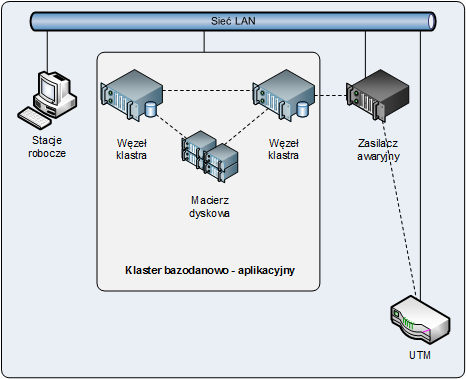 Sieć LAN
Stacje
robocze
Węzeł
klastra
Węzeł
klastra
Zasilacz
awaryjny
Macierz
dyskowa
Klaster bazodanowo - aplikacyjny
UTM